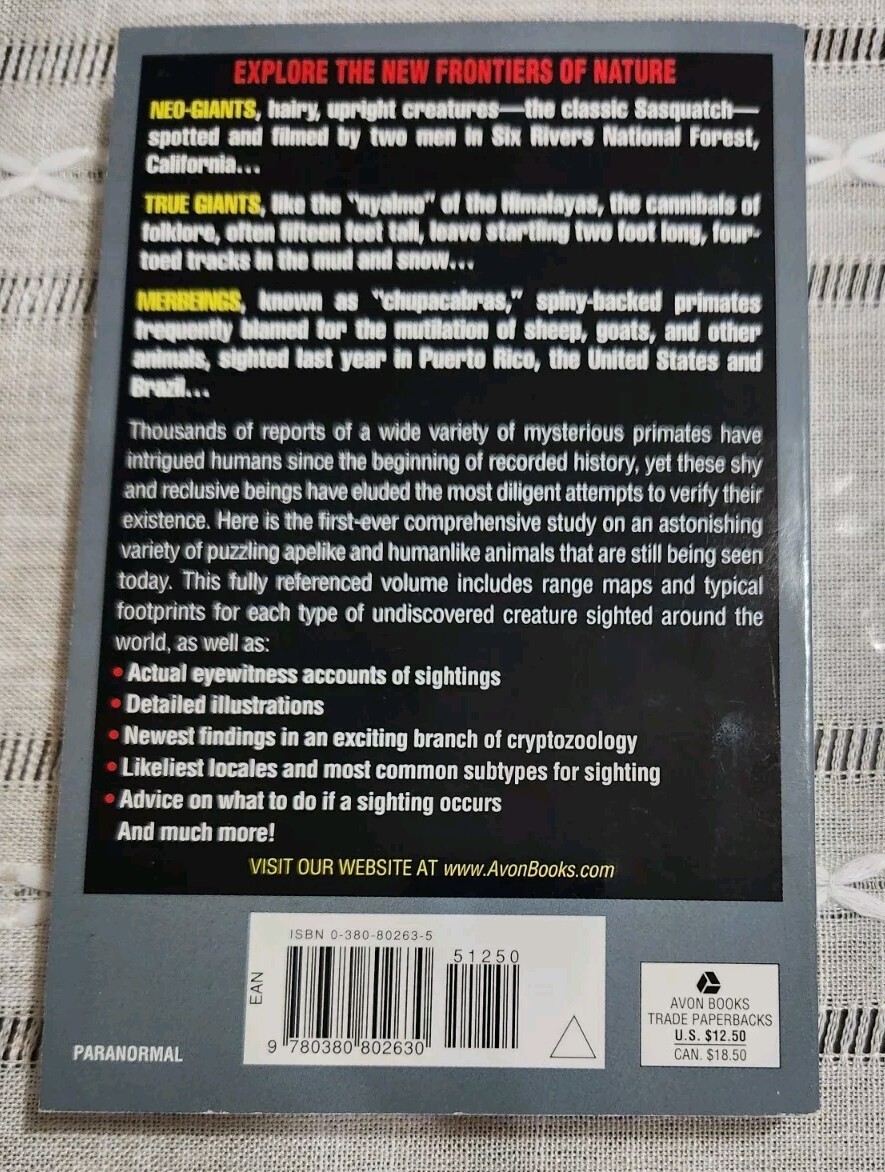 EXPLORE THE NEW FRONTIERS OF NATURE
NEO-GIANTS, hairy, upright creatures—the classic Sasquatch—
spotted and filmed by two men in Six Rivers National Forest,
California...
TRUE GIANTS, like the "nyalmo" of the Himalayas, the cannibals of
folklore, often fifteen feet tall, leave startling two foot long, four-
toed tracks in the mud and snow...
MERBEINGS, known as "chupacabras," spiny-backed primates
frequently blamed for the mutilation of sheep, goats, and other
animals, sighted last year in Puerto Rico, the United States and
Brazil...
Thousands of reports of a wide variety of mysterious primates have
intrigued humans since the beginning of recorded history, yet these shy
and reclusive beings have eluded the most diligent attempts to verify their
existence. Here is the first-ever comprehensive study on an astonishing
variety of puzzling apelike and humanlike animals that are still being seen
today. This fully referenced volume includes range maps and typical
footprints for each type of undiscovered creature sighted around the
world, as well as:
• Actual eyewitness accounts of sightings
• Detailed illustrations
• Newest findings in an exciting branch of cryptozoology
• Likeliest locales and most common subtypes for sighting
• Advice on what to do if a sighting occurs
And much more!
VISIT OUR WEBSITE AT www.AvonBooks.com
ISBN 0-380-80263-5
51250
EAN
9 780380 802630
AVON BOOKS
TRADE PAPERBACKS
U.S. $12.50
CAN. $18.50
PARANORMAL